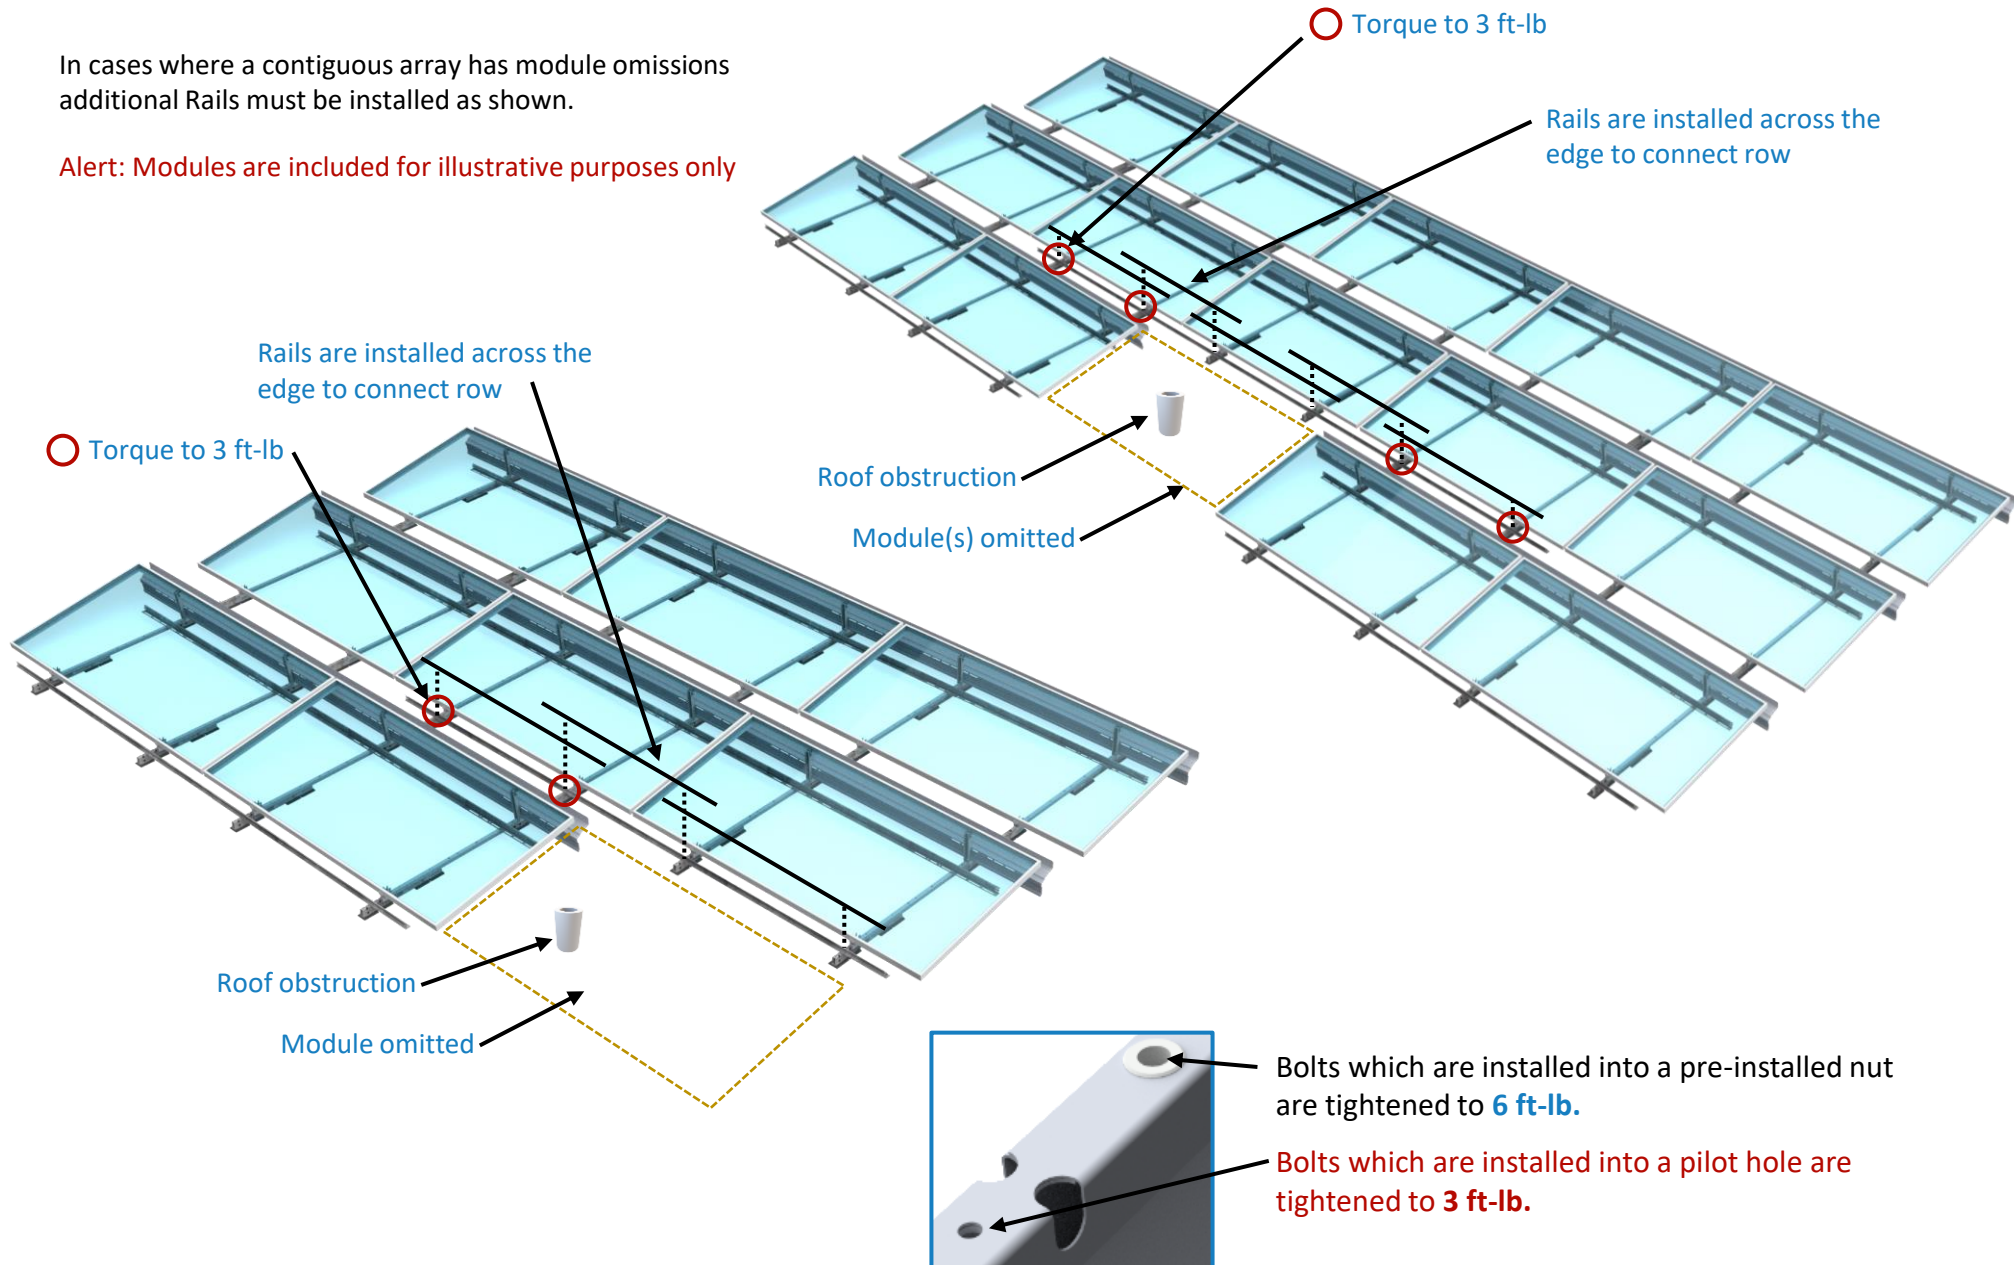 In cases where a contiguous array has module omissions
additional Rails must be installed as shown.
Alert: Modules are included for illustrative purposes only
Torque to 3 ft-lb
Rails are installed across the
edge to connect row
Roof obstruction
Module(s) omitted
Rails are installed across the
edge to connect row
Torque to 3 ft-lb
Roof obstruction
Module omitted
Bolts which are installed into a pre-installed nut
are tightened to 6 ft-lb.
Bolts which are installed into a pilot hole are
tightened to 3 ft-lb.